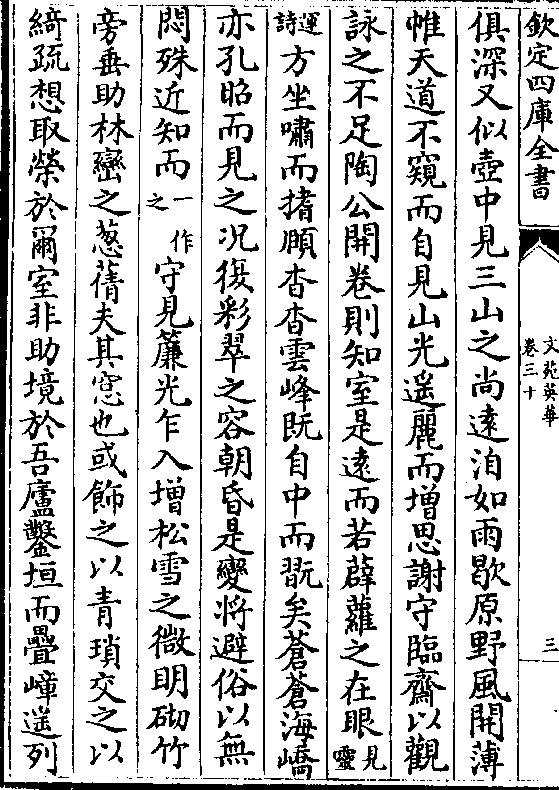 欽定四庫全書
文苑英華
卷三十
三
俱深又似壺中見三山之尚遠洎如雨歇原野風開薄
帷天道不窺而自見山光遙麗而增思謝守臨齋以觀
詠之不足陶公開卷則知室是遠而若薜蘿之在眼見靈
運詩方坐嘯而揩頤杳杳雲峰既自中而翫矣蒼蒼海嶠
亦孔昭而見之況復彩翠之容朝昏是變將避俗以無
悶殊近知而一作之守見簾光乍入增松雪之微明砌竹
旁垂助林巒之葱蒨夫其窓也或飾之以青瑣交之以
綺疏想取榮於爾室非助境於吾廬鑿垣而疊嶂遙列